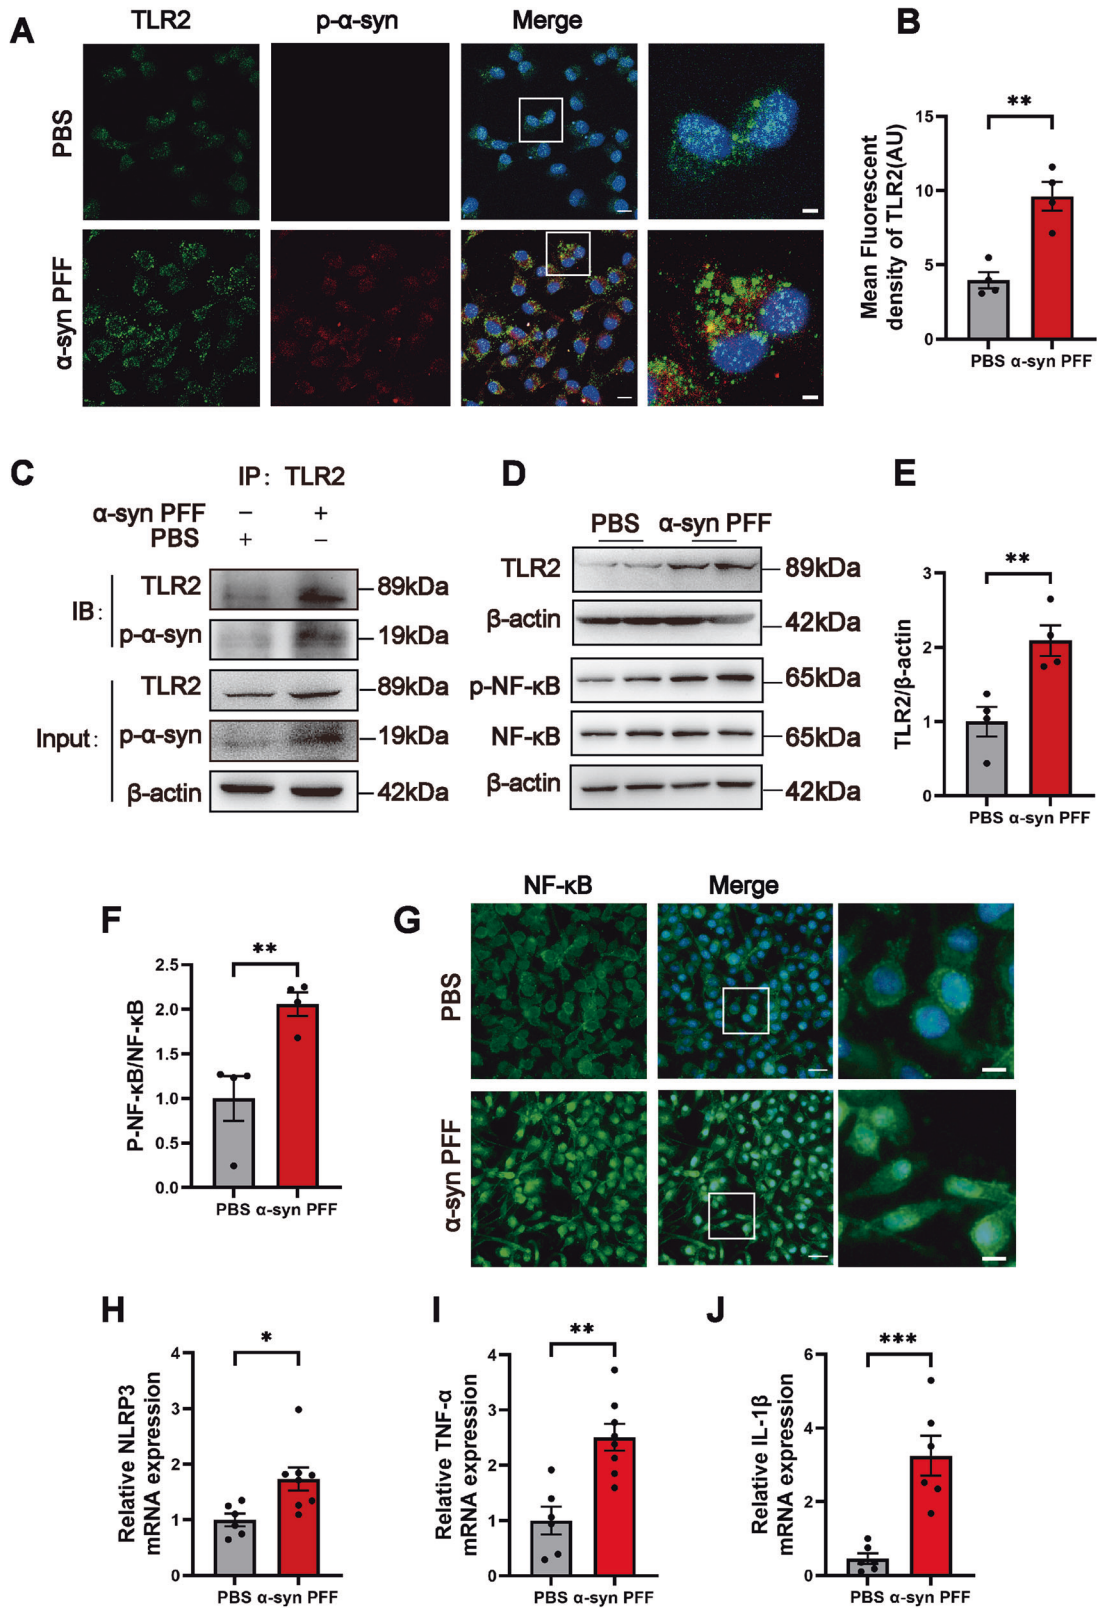 A
TLR2 p-α-syn Merge
PBS
α-syn PFF
B
**
Mean Fluorescent
density of TLR2(AU)
15
10
5
0
PBS α-syn PFF
C
IP: TLR2
α-syn PFF − +
PBS + −
IB:
TLR2 89kDa
p-α-syn 19kDa
Input:
TLR2 89kDa
p-α-syn 19kDa
β-actin 42kDa
D
PBS α-syn PFF
TLR2 89kDa
β-actin 42kDa
p-NF-κB 65kDa
NF-κB 65kDa
β-actin 42kDa
E
**
TLR2/β-actin
3
2
1
0
PBS α-syn PFF
F
**
P-NF-κB/NF-κB
2.5
2.0
1.5
1.0
0.5
0.0
PBS α-syn PFF
G
NF-κB Merge
PBS
α-syn PFF
H
*
Relative NLRP3
mRNA expression
4
3
2
1
0
PBS α-syn PFF
I
**
Relative TNF-α
mRNA expression
4
3
2
1
0
PBS α-syn PFF
J
***
Relative IL-1β
mRNA expression
6
4
2
0
PBS α-syn PFF